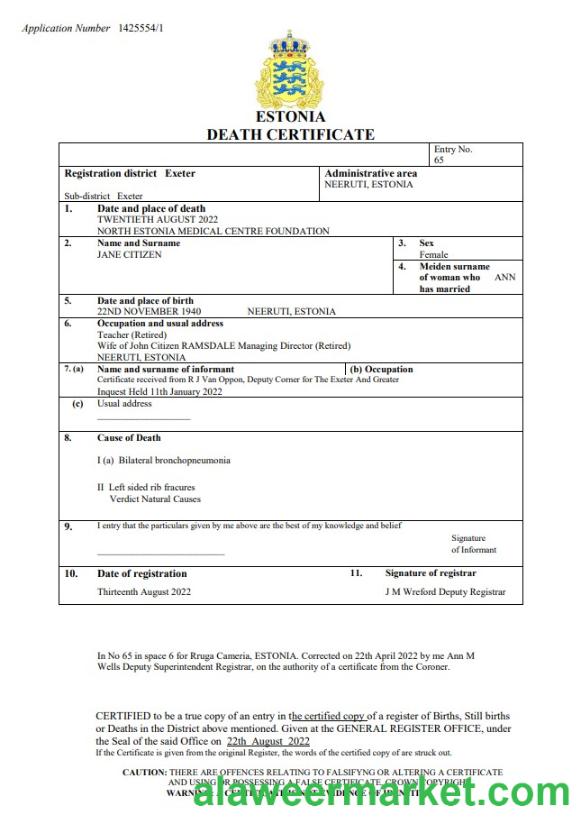 Application Number 1425554/1
ESTONIA
DEATH CERTIFICATE
Entry No.
65
Registration district Exeter
Administrative area
NEERUTI, ESTONIA
Sub-district Exeter
1. Date and place of death
TWENTIETH AUGUST 2022
NORTH ESTONIA MEDICAL CENTRE FOUNDATION
2. Name and Surname
JANE CITIZEN
3. Sex
Female
4. Meiden surname
of woman who ANN
has married
5. Date and place of birth
22ND NOVEMBER 1940 NEERUTI, ESTONIA
6. Occupation and usual address
Teacher (Retired)
Wife of John Citizen RAMSDALE Managing Director (Retired)
NEERUTI, ESTONIA
7. (a) Name and surname of informant (b) Occupation
Certificate received from R J Van Oppon, Deputy Corner for The Exeter And Greater
Inquest Held 11th January 2022
(c) Usual address
8. Cause of Death
I (a) Bilateral bronchopneumonia
II Left sided rib fracures
Verdict Natural Causes
9. I entry that the particulars given by me above are the best of my knowledge and belief
Signature
of Informant
10. Date of registration 11. Signature of registrar
Thirteenth August 2022 J M Wreford Deputy Registrar
In No 65 in space 6 for Rruga Cameria, ESTONIA. Corrected on 22th April 2022 by me Ann M
Wells Deputy Superintendent Registrar, on the authority of a certificate from the Coroner.
CERTIFIED to be a true copy of an entry in the certified copy of a register of Births, Still births
or Deaths in the District above mentioned. Given at the GENERAL REGISTER OFFICE, under
the Seal of the said Office on 22th August 2022
If the Certificate is given from the original Register, the words of the certified copy of are struck out.
CAUTION: THERE ARE OFFENCES RELATING TO FALSIFYNG OR ALTERING A CERTIFICATE
AND USING OR POSSESSING A FALSE CERTIFICATE. CROWN COPYRIGHT
alaweermarket.com